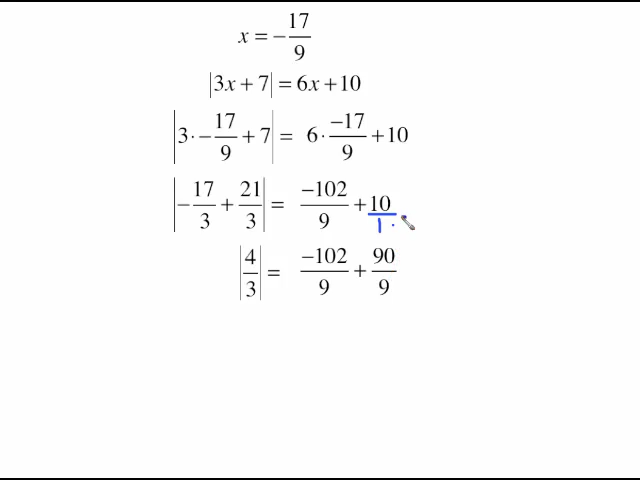 x = −17/9
|3x + 7| = 6x + 10
|3 · −17/9 + 7| = 6 · −17/9 + 10
|−17/3 + 21/3| = −102/9 + 10/1 ·
|4/3| = −102/9 + 90/9